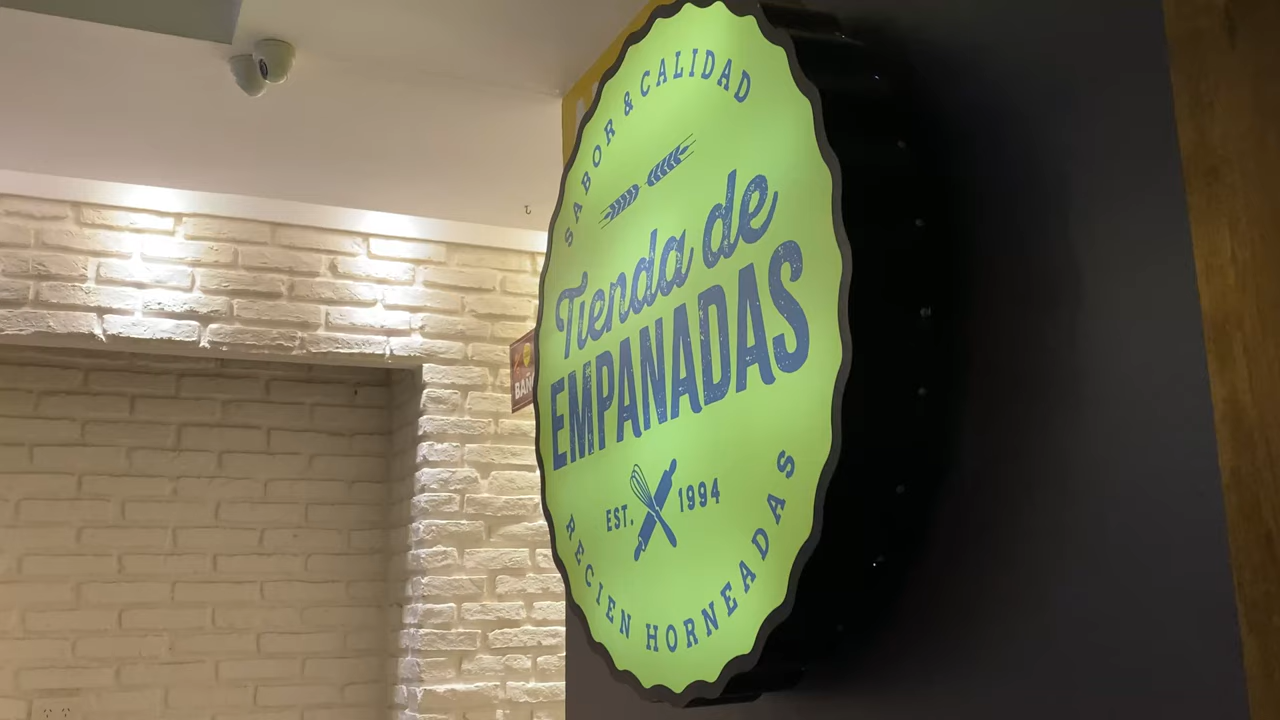 SABOR & CALIDAD
Tienda de
EMPANADAS
EST. 1994
RECIEN HORNEADAS